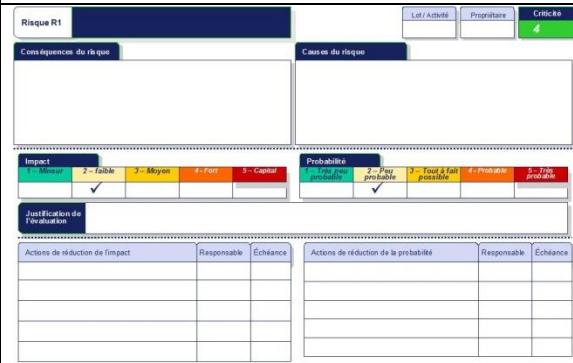 Risque R1
Lot / Activité
Propriétaire
Criticité
4
Conséquences du risque
Causes du risque
Impact
1 – Mineur
2 – faible
3 – Moyen
4 - Fort
5 – Capital
✓
Probabilité
1 – Très peu
probable
2 – Peu
probable
3 – Tout à fait
possible
4 - Probable
5 – Très
probable
✓
Justification de
l'évaluation
Actions de réduction de l'impact
Responsable
Échéance
Actions de réduction de la probabilité
Responsable
Échéance